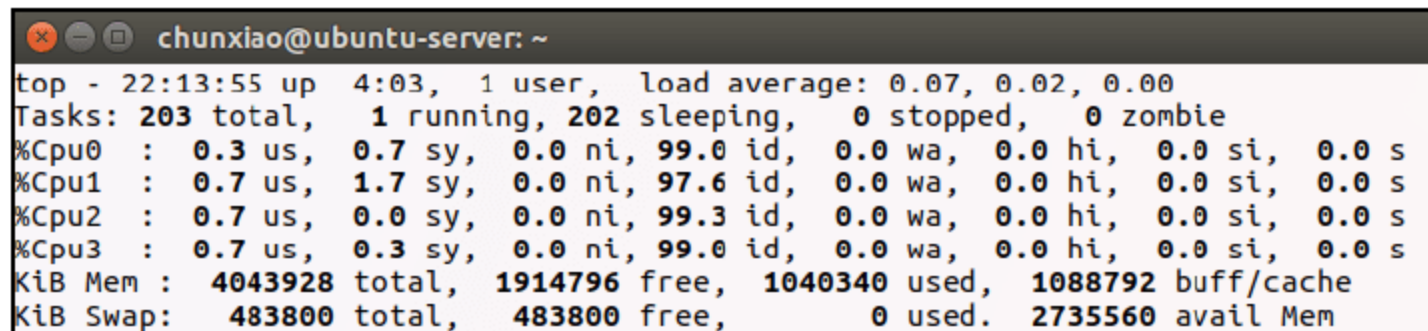 chunxiao@ubuntu-server: ~
top - 22:13:55 up  4:03,  1 user,  load average: 0.07, 0.02, 0.00
Tasks: 203 total,   1 running, 202 sleeping,   0 stopped,   0 zombie
%Cpu0  :  0.3 us,  0.7 sy,  0.0 ni, 99.0 id,  0.0 wa,  0.0 hi,  0.0 si,  0.0 s
%Cpu1  :  0.7 us,  1.7 sy,  0.0 ni, 97.6 id,  0.0 wa,  0.0 hi,  0.0 si,  0.0 s
%Cpu2  :  0.7 us,  0.0 sy,  0.0 ni, 99.3 id,  0.0 wa,  0.0 hi,  0.0 si,  0.0 s
%Cpu3  :  0.7 us,  0.3 sy,  0.0 ni, 99.0 id,  0.0 wa,  0.0 hi,  0.0 si,  0.0 s
KiB Mem :  4043928 total,  1914796 free,  1040340 used,  1088792 buff/cache
KiB Swap:   483800 total,   483800 free,        0 used.  2735560 avail Mem